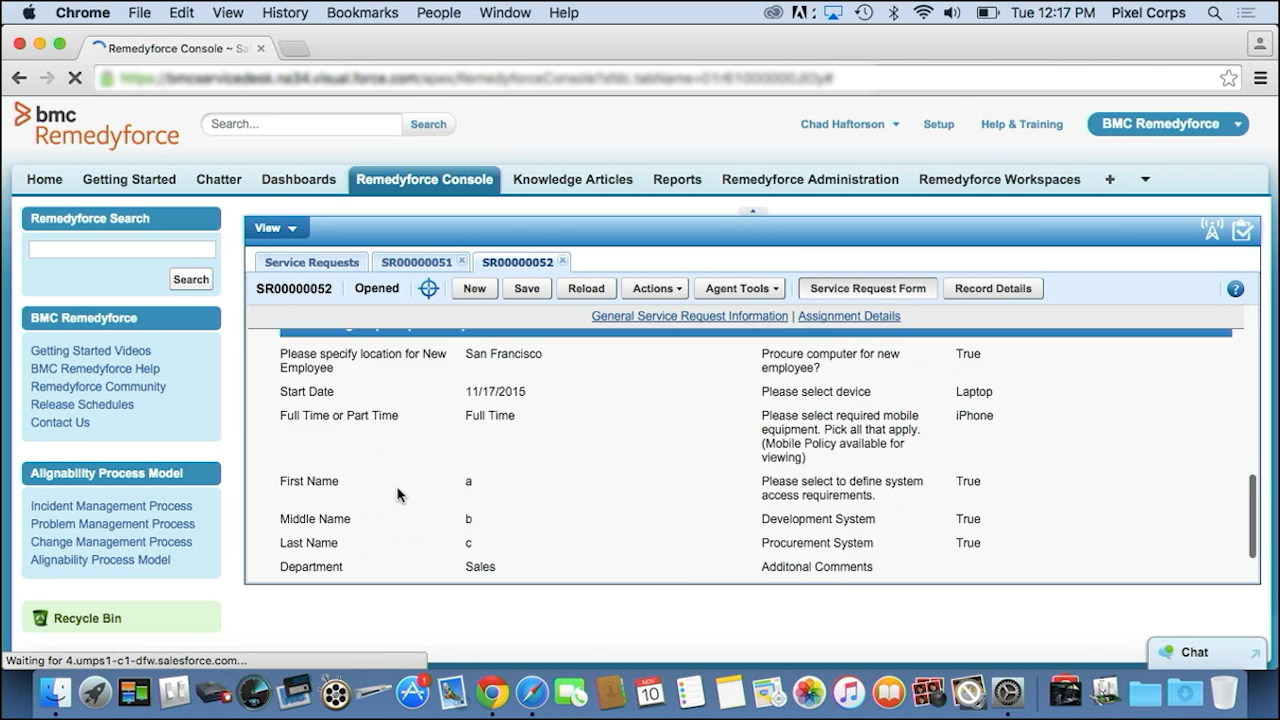 Chrome File Edit View History Bookmarks People Window Help Tue 12:17 PM Pixel Corps
Remedyforce Console ~ Sa
bmc
Remedyforce
Search... Search
Chad Haftorson Setup Help & Training BMC Remedyforce
Home Getting Started Chatter Dashboards Remedyforce Console Knowledge Articles Reports Remedyforce Administration Remedyforce Workspaces +
Remedyforce Search
Search
BMC Remedyforce
Getting Started Videos
BMC Remedyforce Help
Remedyforce Community
Release Schedules
Contact Us
Alignability Process Model
Incident Management Process
Problem Management Process
Change Management Process
Alignability Process Model
Recycle Bin
View
Service Requests SR00000051 SR00000052
SR00000052 Opened New Save Reload Actions Agent Tools Service Request Form Record Details
General Service Request Information | Assignment Details
Please specify location for New
Employee
San Francisco
Start Date 11/17/2015
Full Time or Part Time Full Time
First Name a
Middle Name b
Last Name c
Department Sales
Procure computer for new
employee?
True
Please select device Laptop
Please select required mobile
equipment. Pick all that apply.
(Mobile Policy available for
viewing)
iPhone
Please select to define system
access requirements.
True
Development System True
Procurement System True
Additonal Comments
Chat
Waiting for 4.umps1-c1-dfw.salesforce.com...
NOV
10
1